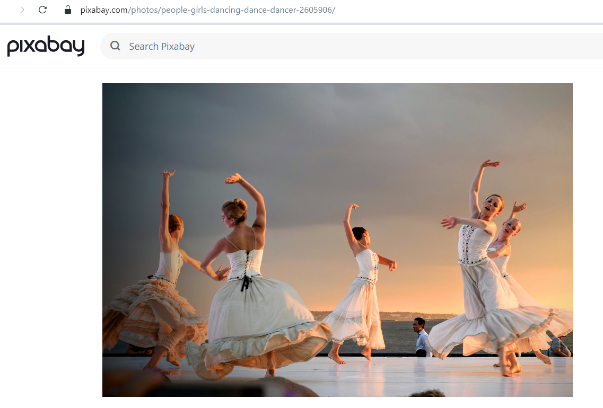 pixabay.com/photos/people-girls-dancing-dance-dancer-2605906/
pixabay
Search Pixabay